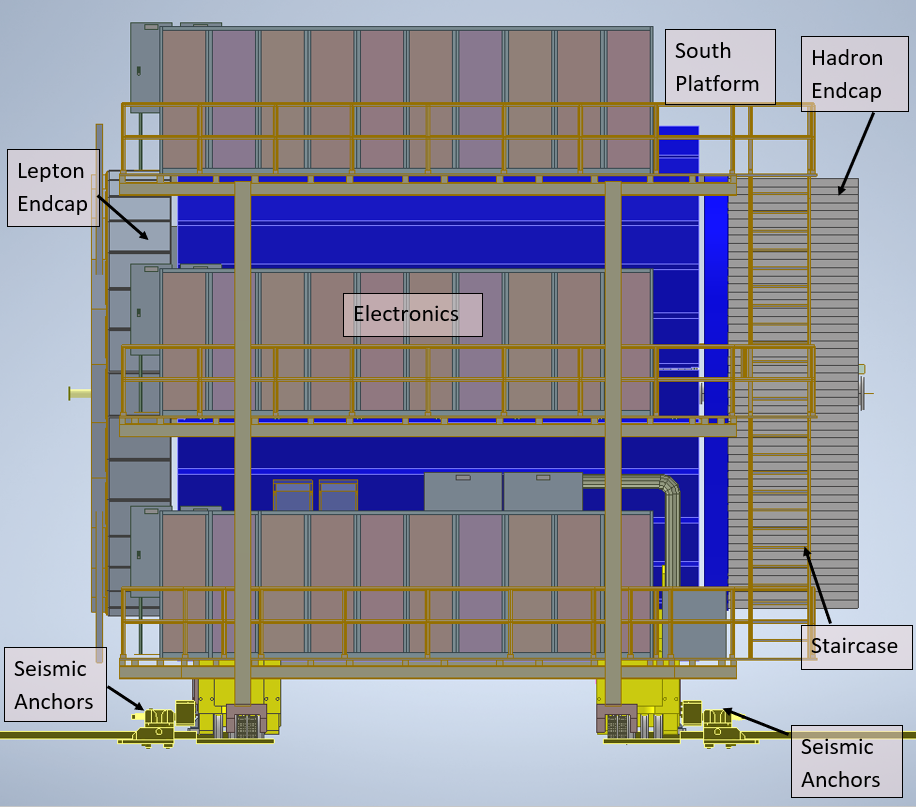 South
Platform
Hadron
Endcap
Lepton
Endcap
Electronics
Staircase
Seismic
Anchors
Seismic
Anchors